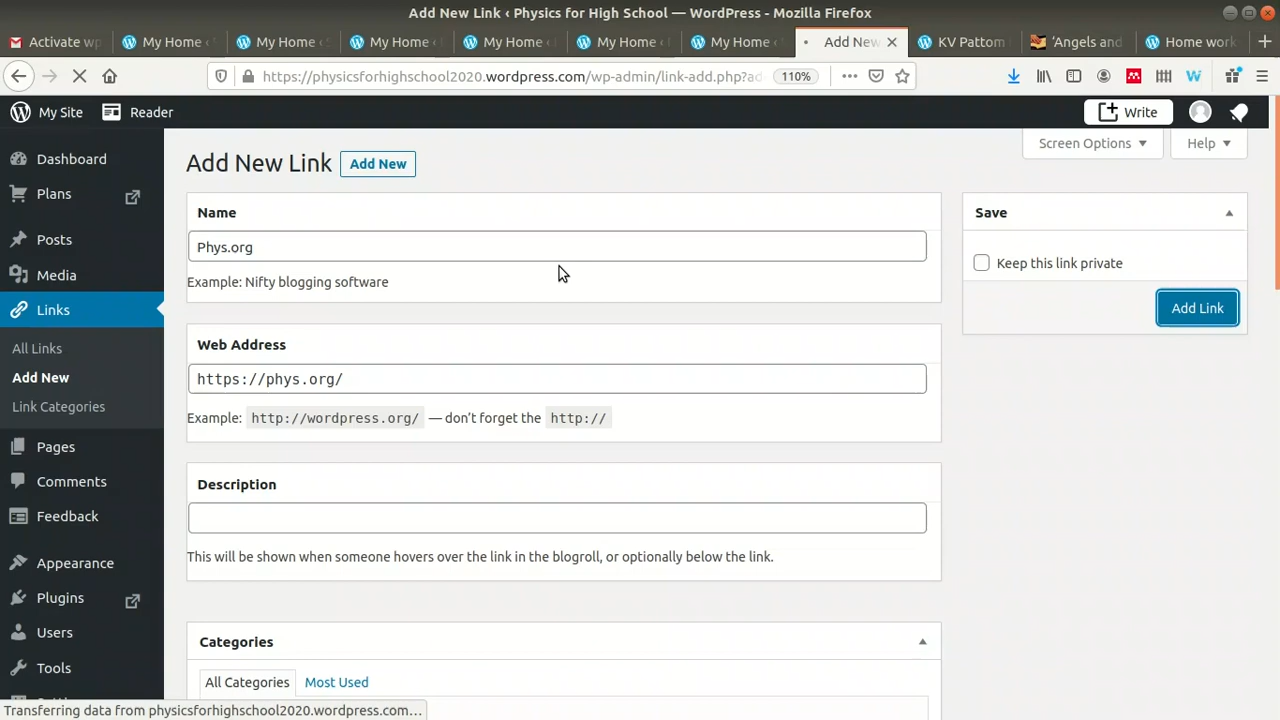 Add New Link ‹ Physics for High School — WordPress - Mozilla Firefox
Activate wp
My Home ‹
My Home ‹
My Home ‹
My Home ‹
My Home ‹
My Home ‹
Add New
KV Pattom
‘Angels and
Home work
https://physicsforhighschool2020.wordpress.com/wp-admin/link-add.php?ad
110%
My Site
Reader
Write
Screen Options
Help
Dashboard
Plans
Posts
Media
Links
All Links
Add New
Link Categories
Pages
Comments
Feedback
Appearance
Plugins
Users
Tools
Add New Link
Add New
Name
Phys.org
Example: Nifty blogging software
Web Address
https://phys.org/
Example: http://wordpress.org/ — don’t forget the http://
Description
This will be shown when someone hovers over the link in the blogroll, or optionally below the link.
Categories
All Categories
Most Used
Save
Keep this link private
Add Link
Transferring data from physicsforhighschool2020.wordpress.com…